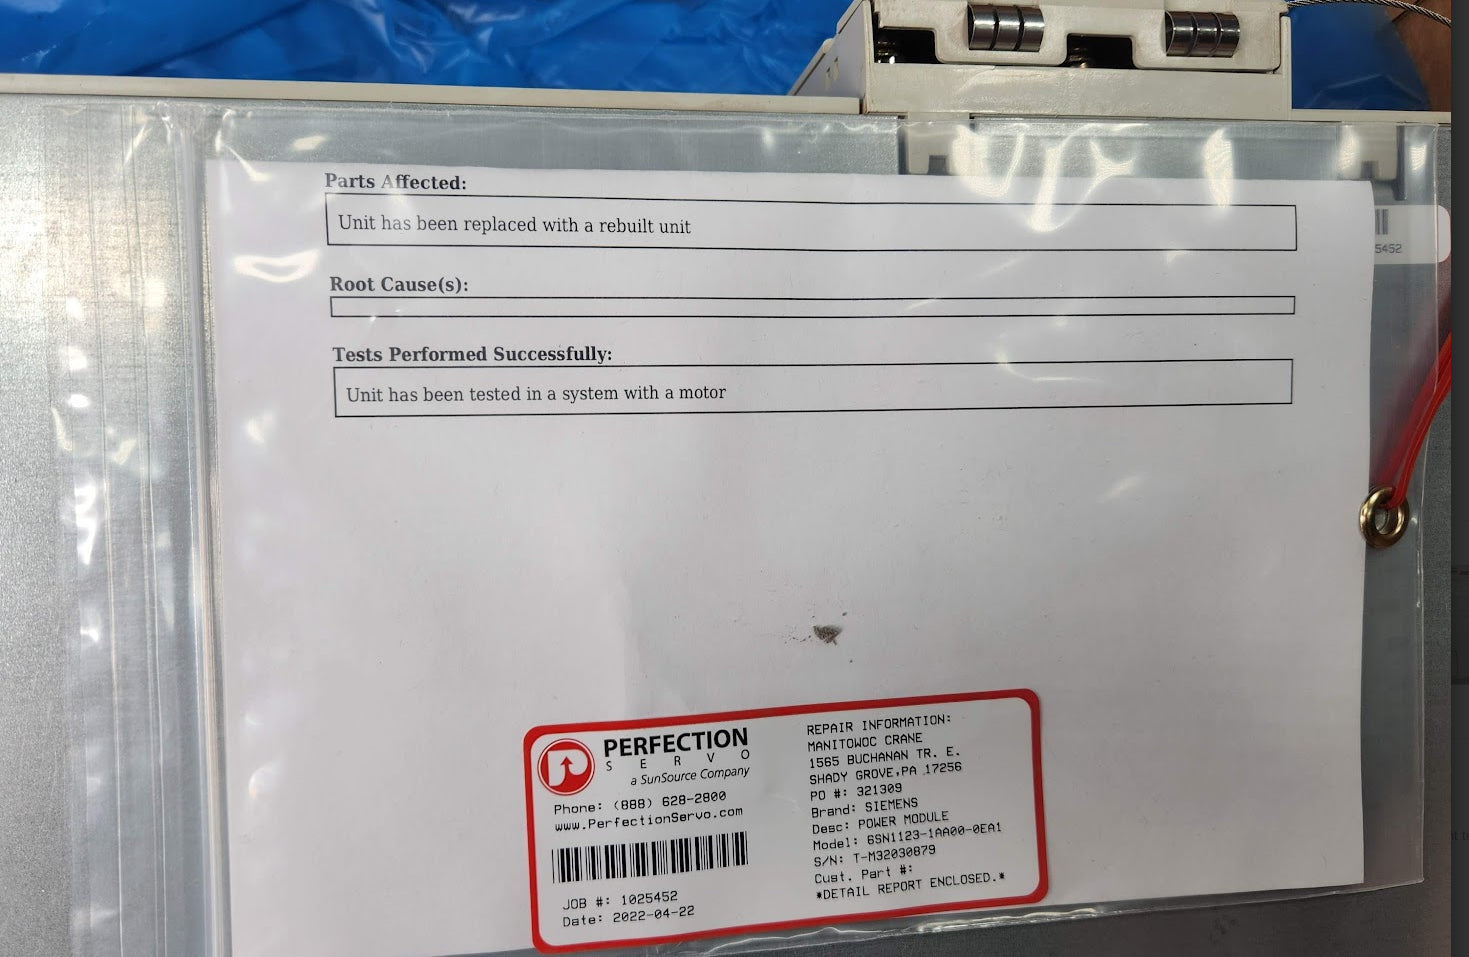 Parts Affected:
Unit has been replaced with a rebuilt unit
5452
Root Cause(s):
Tests Performed Successfully:
Unit has been tested in a system with a motor
PERFECTION
SERVO
a SunSource Company
Phone: (888) 628-2800
www.PerfectionServo.com
JOB #: 1025452
Date: 2022-04-22
REPAIR INFORMATION:
MANITOWOC CRANE
1565 BUCHANAN TR. E.
SHADY GROVE,PA 17256
PO #: 321309
Brand: SIEMENS
Desc: POWER MODULE
Model: 6SN1123-1AA00-0EA1
S/N: T-M32030879
Cust. Part #:
*DETAIL REPORT ENCLOSED.*